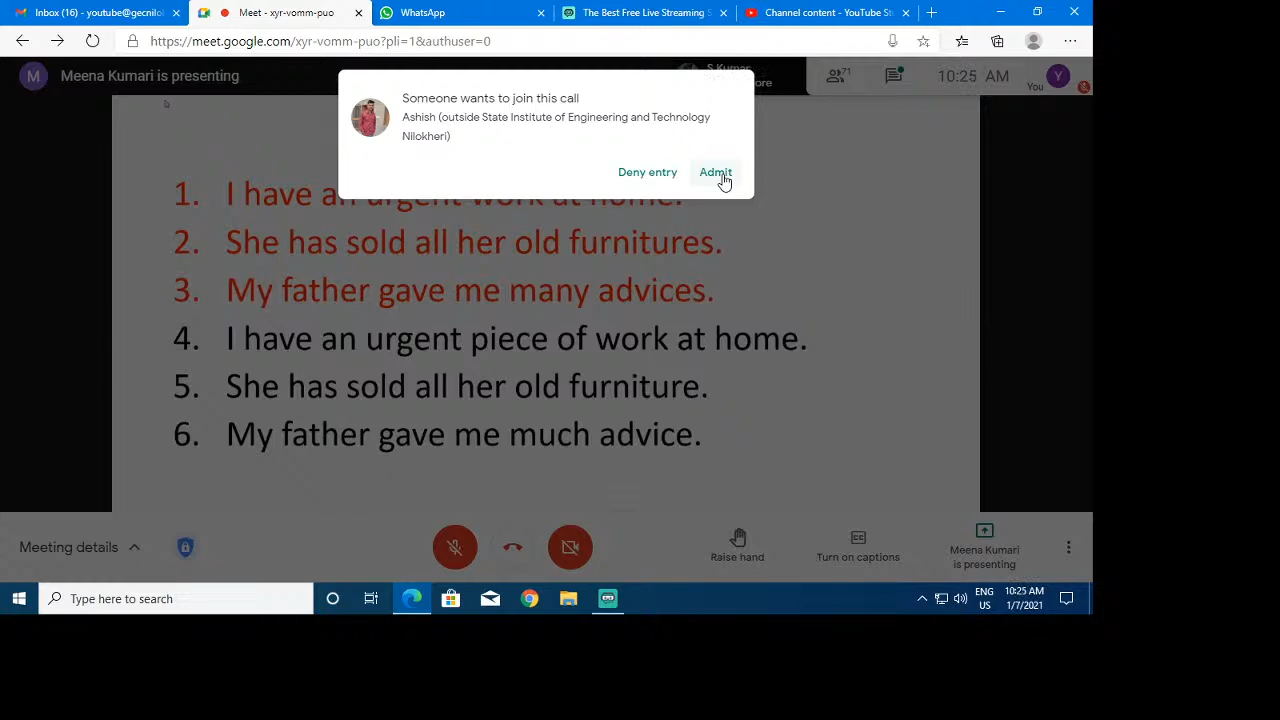 Inbox (16) - youtube@gecniloi
Meet - xyr-vomm-puo
WhatsApp
The Best Free Live Streaming S
Channel content - YouTube St
https://meet.google.com/xyr-vomm-puo?pli=1&authuser=0
M
Meena Kumari is presenting
S Kumar
ore
71
10:25 AM
You
Y
Someone wants to join this call
Ashish (outside State Institute of Engineering and Technology
Nilokheri)
Deny entry
Admit
1. I have an urgent work at home.
2. She has sold all her old furnitures.
3. My father gave me many advices.
4. I have an urgent piece of work at home.
5. She has sold all her old furniture.
6. My father gave me much advice.
Meeting details
Raise hand
CC
Turn on captions
Meena Kumari
is presenting
Type here to search
ENG
US
10:25 AM
1/7/2021